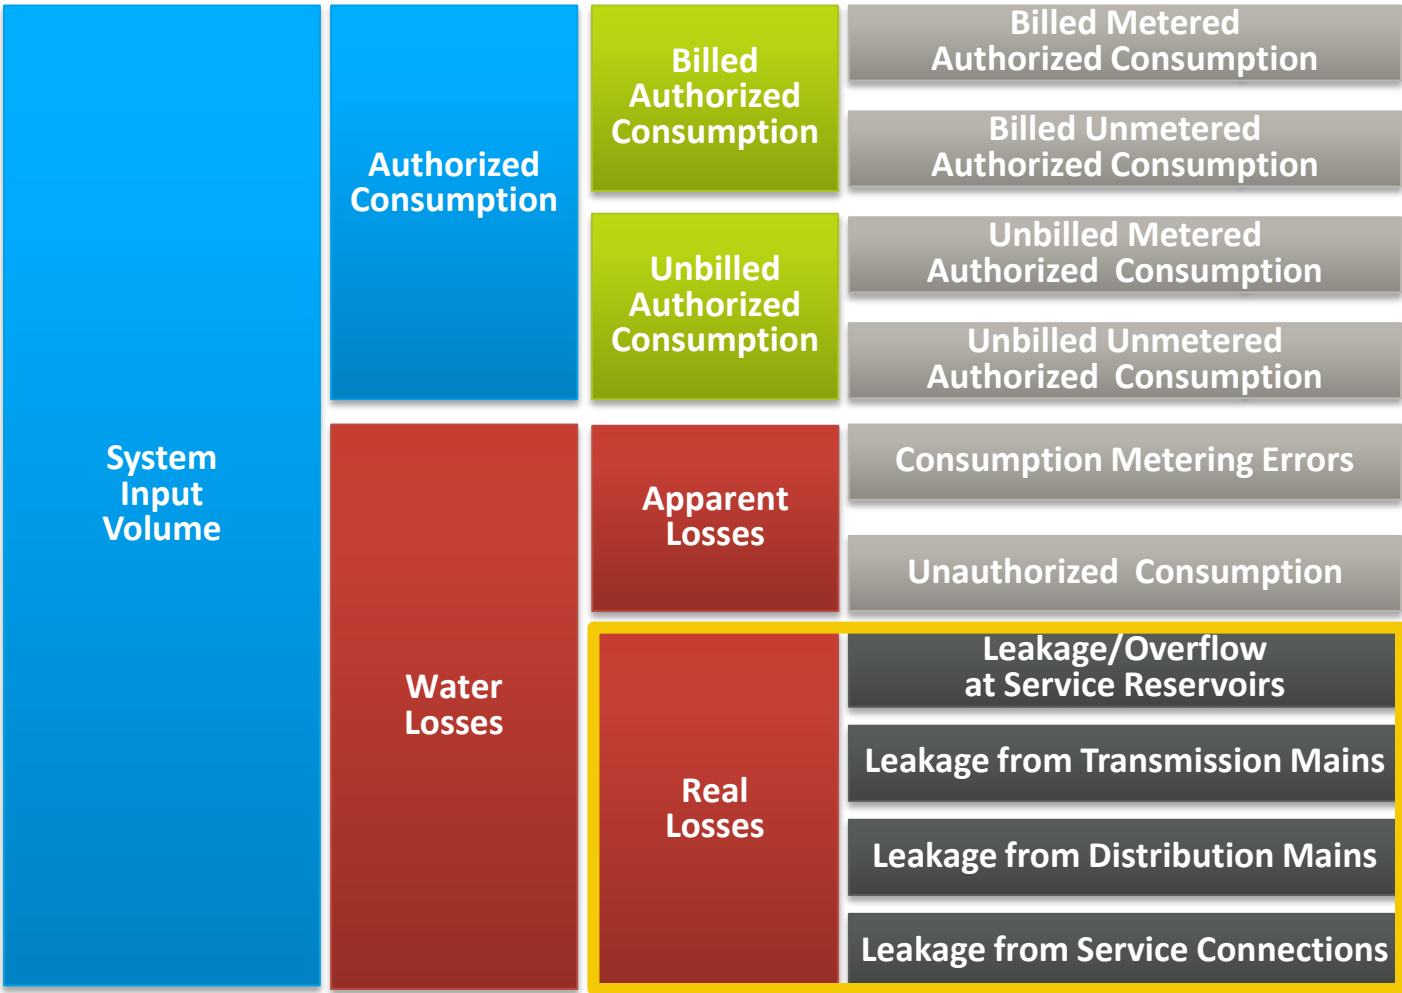 System
Input
Volume
Authorized
Consumption
Water
Losses
Billed
Authorized
Consumption
Unbilled
Authorized
Consumption
Apparent
Losses
Real
Losses
Billed Metered
Authorized Consumption
Billed Unmetered
Authorized Consumption
Unbilled Metered
Authorized  Consumption
Unbilled Unmetered
Authorized  Consumption
Consumption Metering Errors
Unauthorized  Consumption
Leakage/Overflow
at Service Reservoirs
Leakage from Transmission Mains
Leakage from Distribution Mains
Leakage from Service Connections